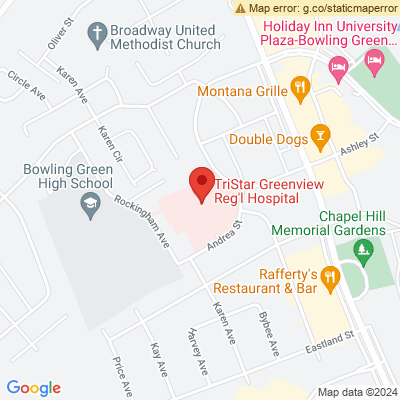 Map error: g.co/staticmaperror
Oliver St
Broadway United
Methodist Church
Holiday Inn University
Plaza-Bowling Green...
Circle Ave
Karen Ave
Montana Grille
Karen Cir
Double Dogs
Ashley St
Bowling Green
High School
TriStar Greenview
Reg'l Hospital
Rockingham Ave
Andrea St
Chapel Hill
Memorial Gardens
Rafferty's
Restaurant & Bar
Karen Ave
Bybee Ave
Harvey Ave
Kay Ave
Price Ave
Eastland St
Google
Map data ©2024